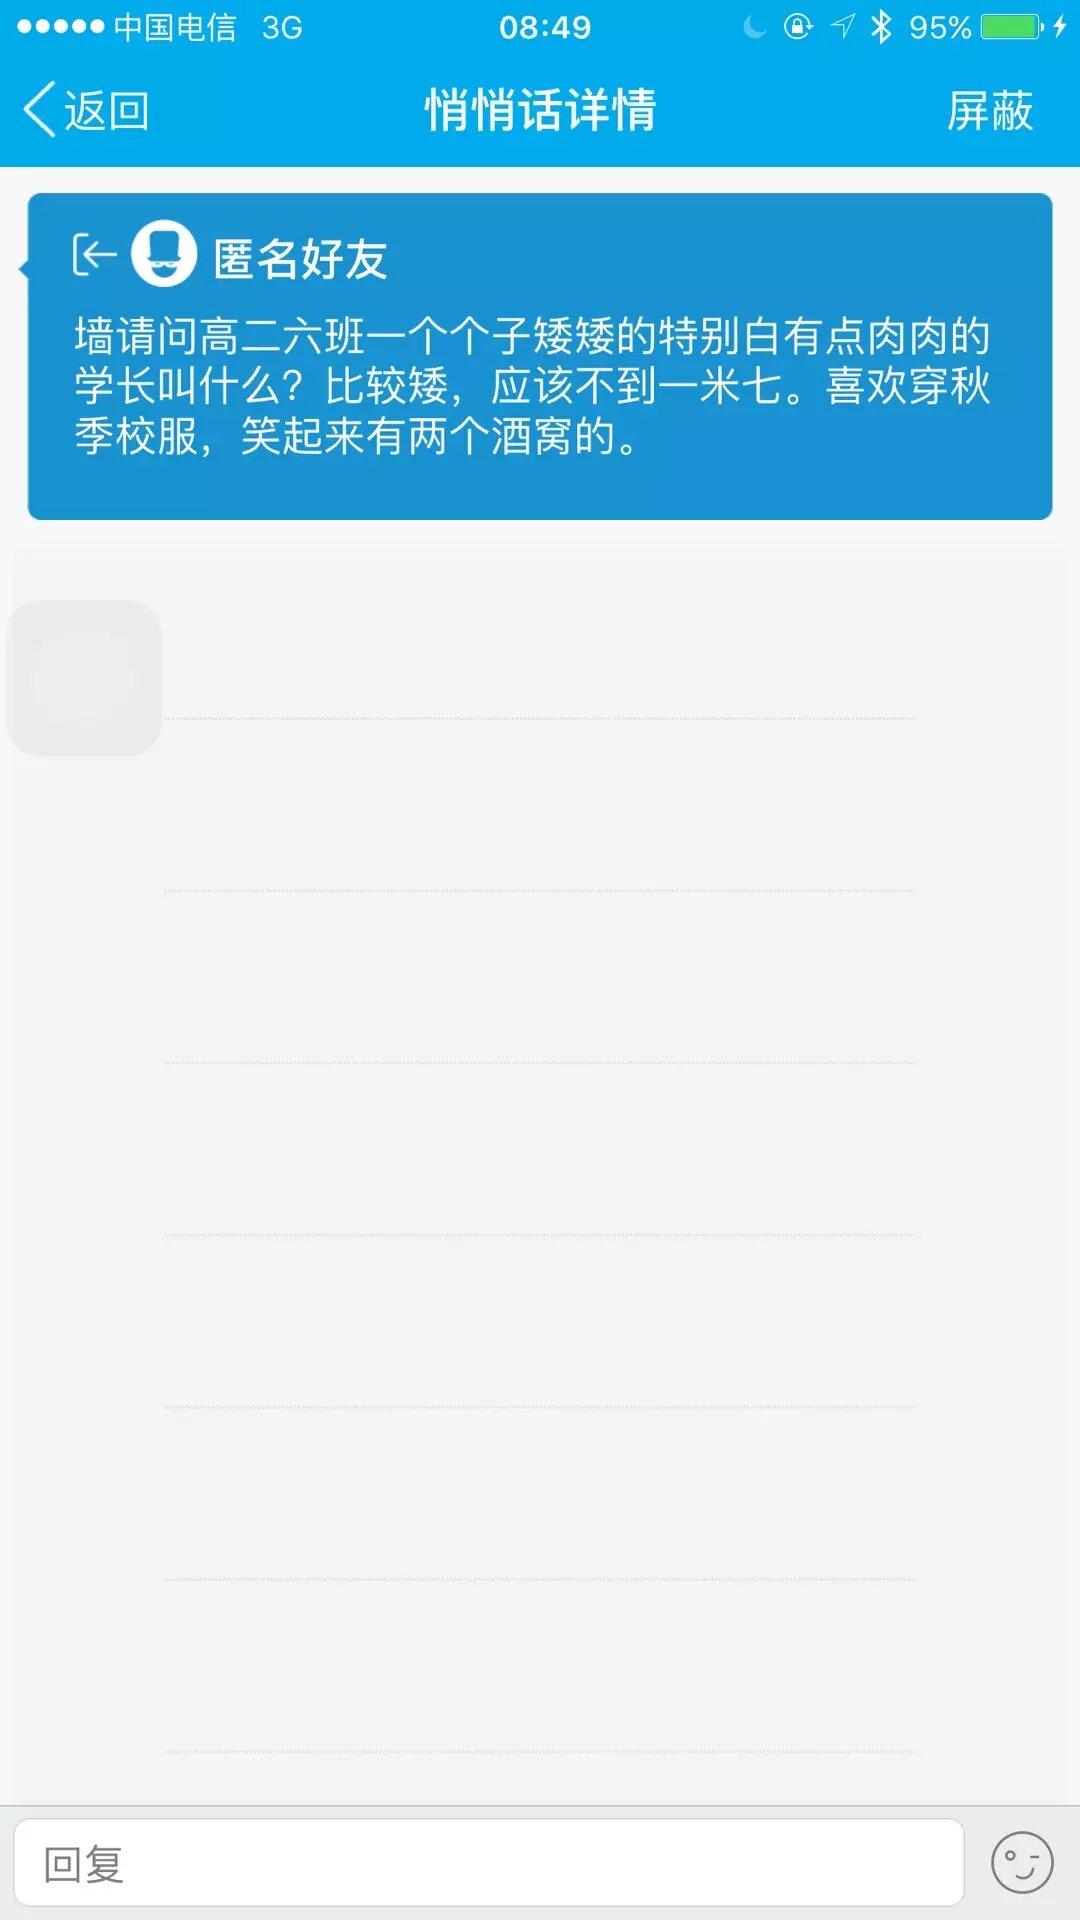 中国电信 3G 08:49 95%
返回 悄悄话详情 屏蔽
匿名好友
墙请问高二六班一个个子矮矮的特别白有点肉肉的
学长叫什么？比较矮，应该不到一米七。喜欢穿秋
季校服，笑起来有两个酒窝的。
回复